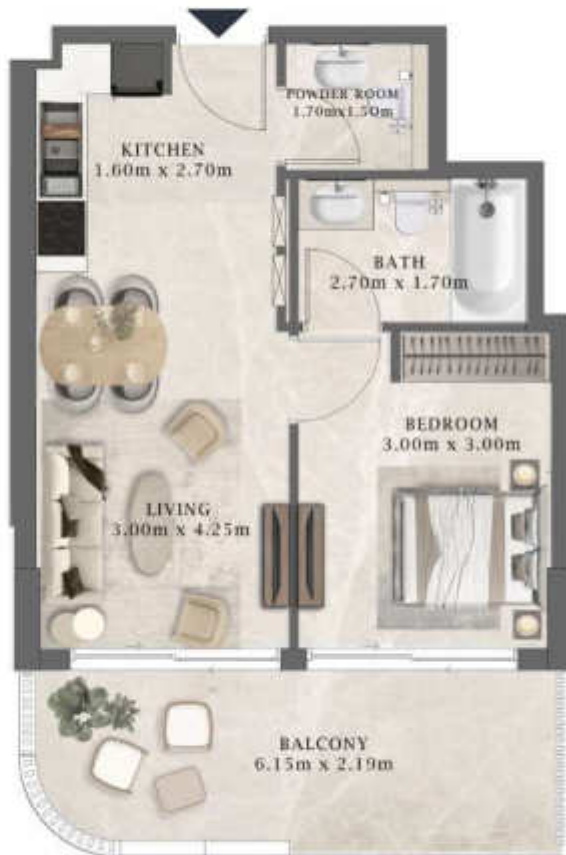 POWDER ROOM
1.70mx1.50m
KITCHEN
1.60m x 2.70m
BATH
2.70m x 1.70m
BEDROOM
3.00m x 3.00m
LIVING
3.00m x 4.25m
BALCONY
6.15m x 2.19m